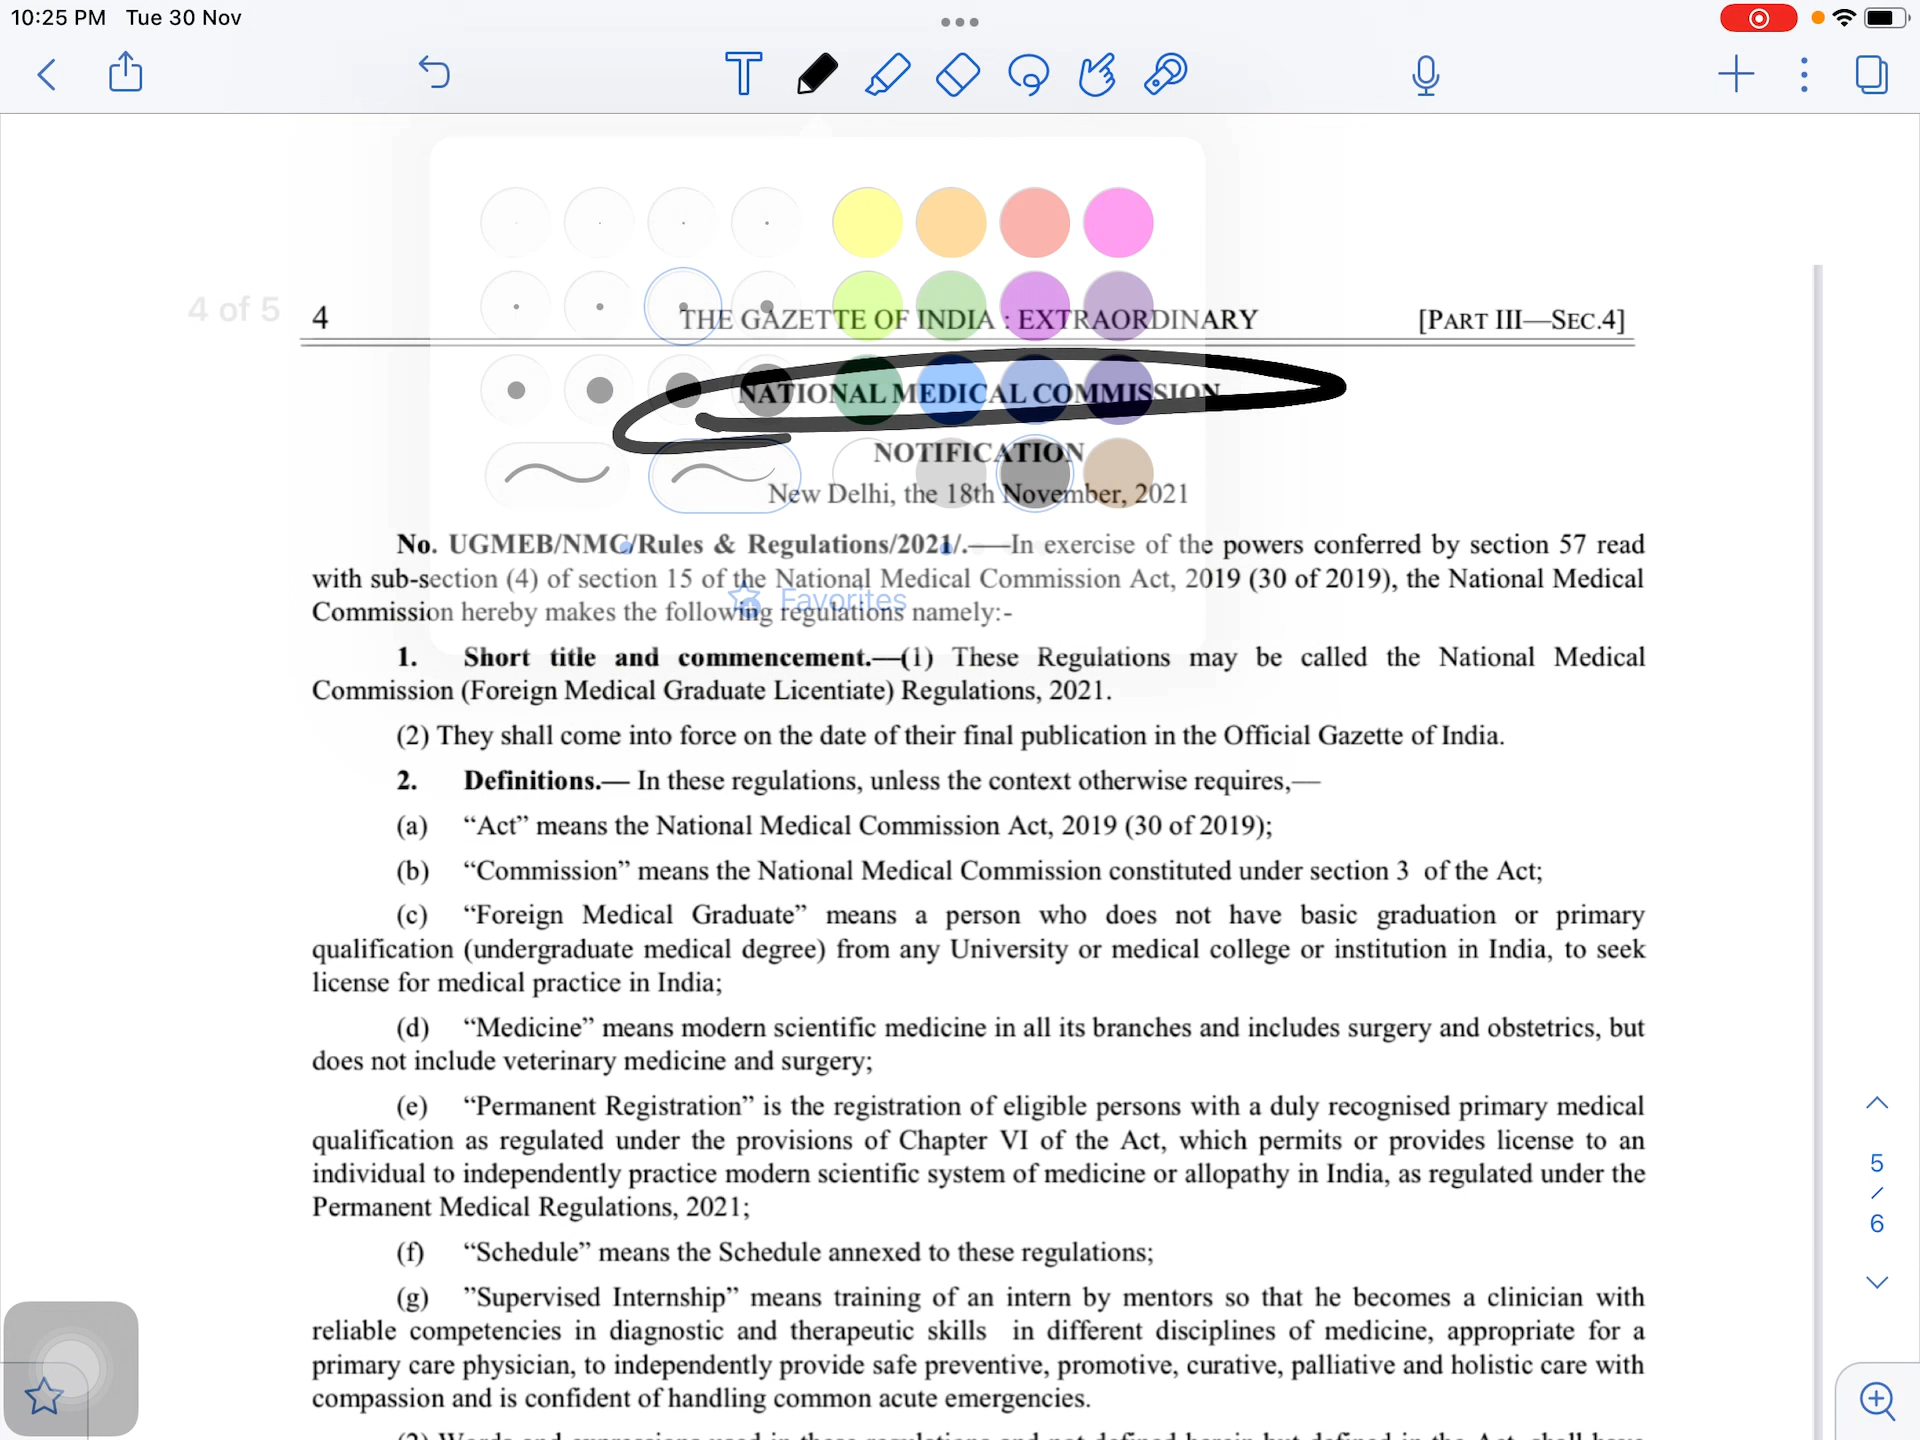 10:25 PM Tue 30 Nov
4 of 5
4 THE GAZETTE OF INDIA : EXTRAORDINARY [PART III—SEC.4]
NATIONAL MEDICAL COMMISSION
NOTIFICATION
New Delhi, the 18th November, 2021
No. UGMEB/NMC/Rules & Regulations/2021/.—–In exercise of the powers conferred by section 57 read
with sub-section (4) of section 15 of the National Medical Commission Act, 2019 (30 of 2019), the National Medical
Favorites
Commission hereby makes the following regulations namely:-
1. Short title and commencement.—(1) These Regulations may be called the National Medical
Commission (Foreign Medical Graduate Licentiate) Regulations, 2021.
(2) They shall come into force on the date of their final publication in the Official Gazette of India.
2. Definitions.— In these regulations, unless the context otherwise requires,—
(a) “Act” means the National Medical Commission Act, 2019 (30 of 2019);
(b) “Commission” means the National Medical Commission constituted under section 3 of the Act;
(c) “Foreign Medical Graduate” means a person who does not have basic graduation or primary
qualification (undergraduate medical degree) from any University or medical college or institution in India, to seek
license for medical practice in India;
(d) “Medicine” means modern scientific medicine in all its branches and includes surgery and obstetrics, but
does not include veterinary medicine and surgery;
(e) “Permanent Registration” is the registration of eligible persons with a duly recognised primary medical
qualification as regulated under the provisions of Chapter VI of the Act, which permits or provides license to an
individual to independently practice modern scientific system of medicine or allopathy in India, as regulated under the
Permanent Medical Regulations, 2021;
(f) “Schedule” means the Schedule annexed to these regulations;
(g) ”Supervised Internship” means training of an intern by mentors so that he becomes a clinician with
reliable competencies in diagnostic and therapeutic skills in different disciplines of medicine, appropriate for a
primary care physician, to independently provide safe preventive, promotive, curative, palliative and holistic care with
compassion and is confident of handling common acute emergencies.
5
/
6